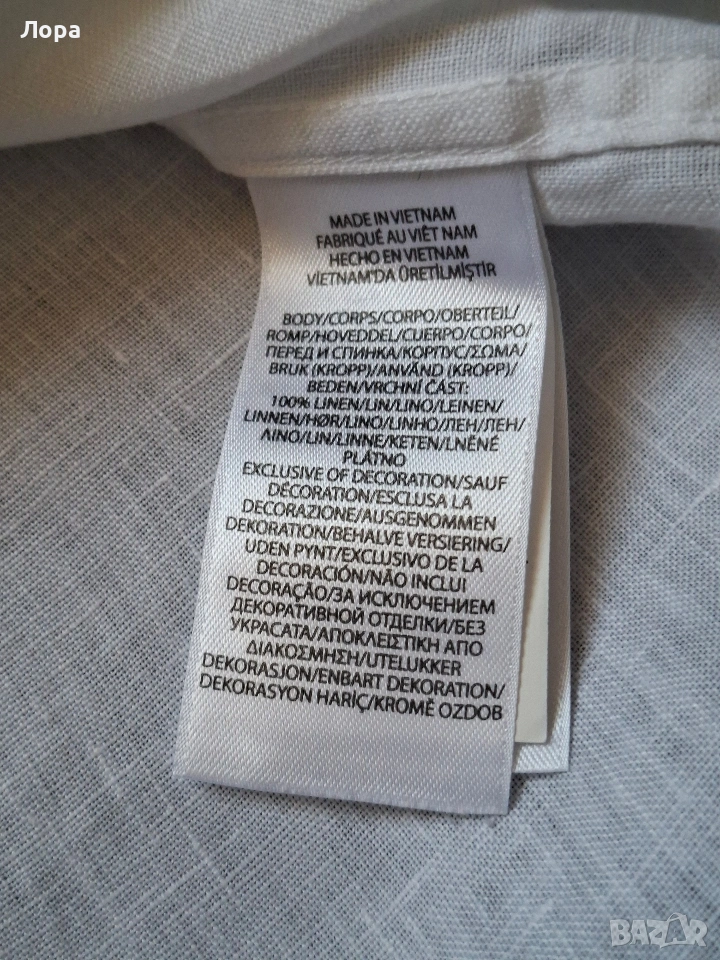 Лора
MADE IN VIETNAM
FABRIQUÉ AU VIÊT NAM
HECHO EN VIETNAM
VİETNAM'DA ÜRETİLMİŞTİR
BODY/CORPS/CORPO/OBERTEIL/
ROMP/HOVEDDEL/CUERPO/CORPO/
ПЕРЕД И СПИНКА/КОРПУС/ΣΩΜΑ/
BRUK (KROPP)/ANVÄND (KROPP)/
BEDEN/VRCHNÍ ČÁST:
100% LINEN/LIN/LINO/LEINEN/
LINNEN/HØR/LINO/LINHO/ЛЕН/ЛЕН/
ΛΙΝΟ/LIN/LINNE/KETEN/LNĚNÉ
PLÁTNO
EXCLUSIVE OF DECORATION/SAUF
DÉCORATION/ESCLUSA LA
DECORAZIONE/AUSGENOMMEN
DEKORATION/BEHALVE VERSIERING/
UDEN PYNT/EXCLUSIVO DE LA
DECORACIÓN/NÃO INCLUI
DECORAÇÃO/ЗА ИСКЛЮЧЕНИЕМ
ДЕКОРАТИВНОЙ ОТДЕЛКИ/БЕЗ
УКРАСАТА/ΑΠΟΚΛΕΙΣΤΙΚΗ ΑΠΟ
ΔΙΑΚΟΣΜΗΣΗ/UTELUKKER
DEKORASJON/ENBART DEKORATION/
DEKORASYON HARİÇ/KROMĚ OZDOB
BAZAR